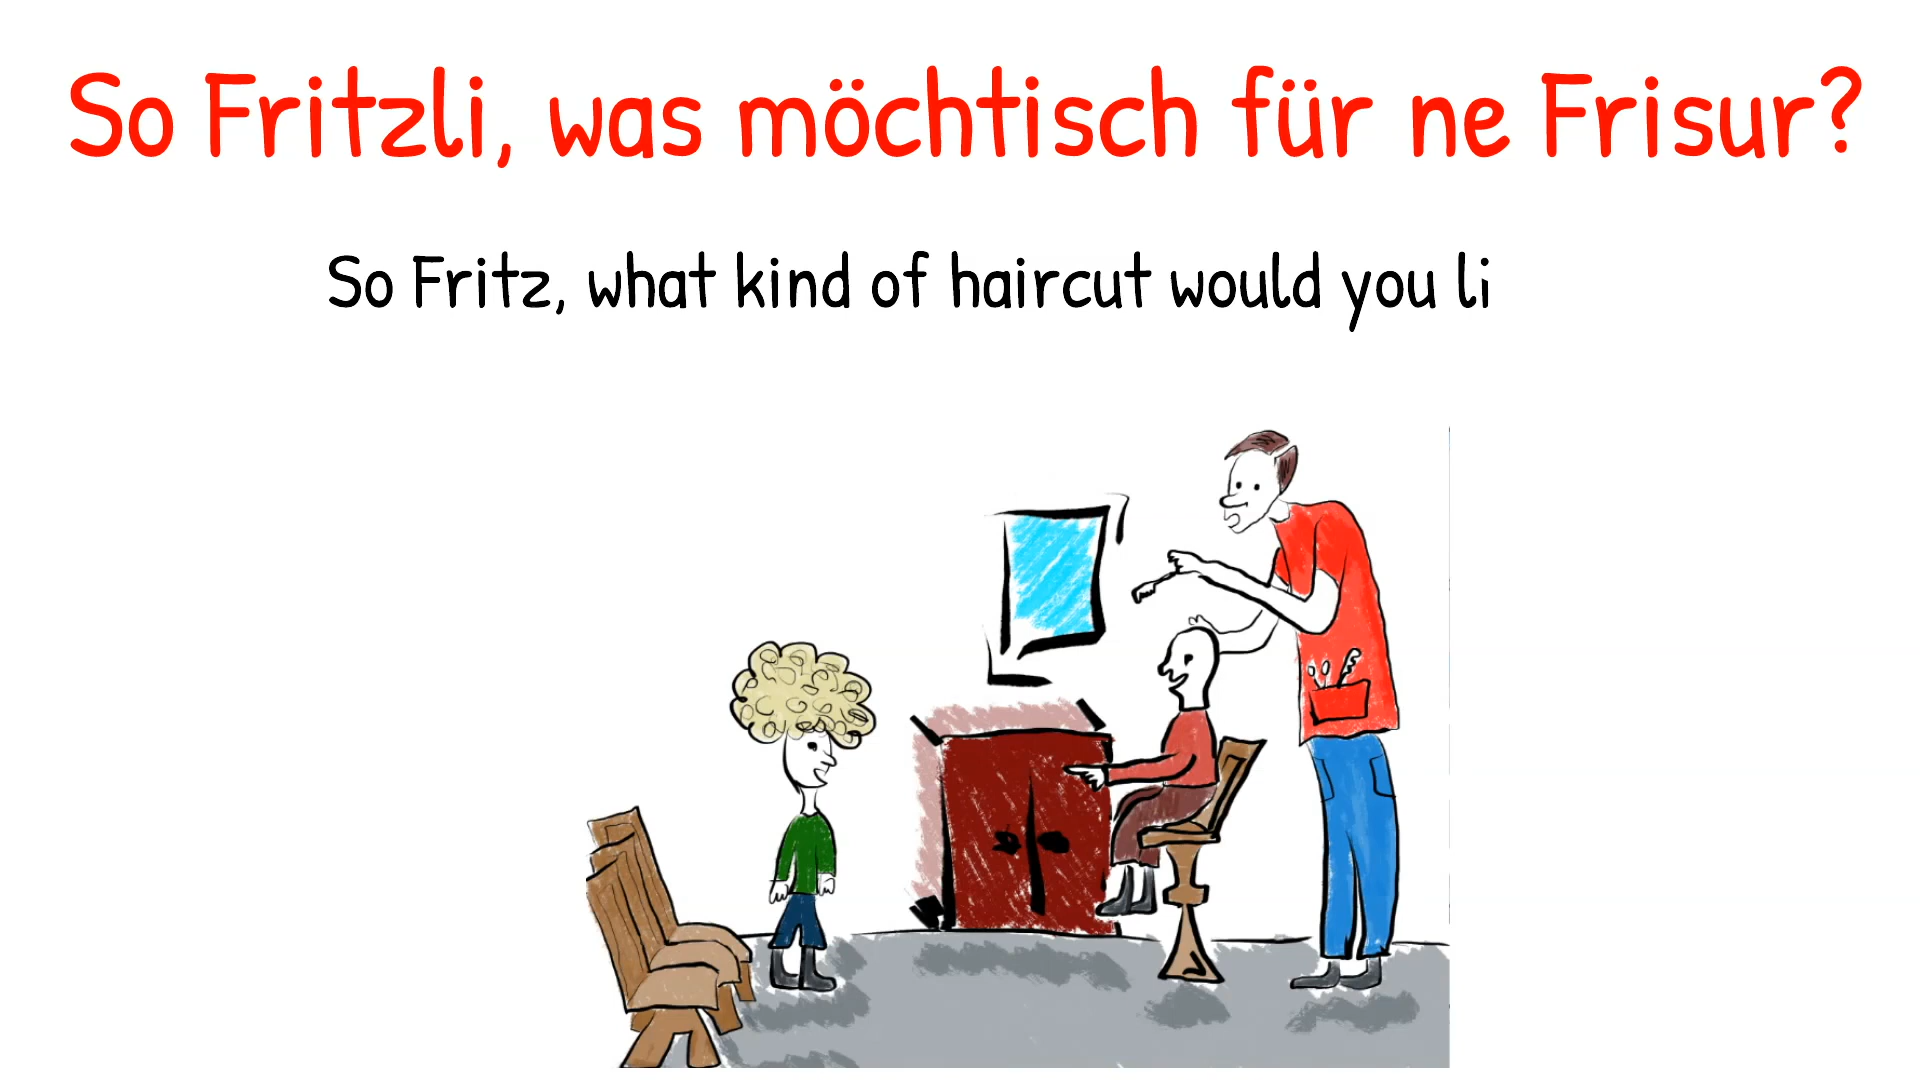 So Fritzli, was möchtisch für ne Frisur?
So Fritz, what kind of haircut would you li